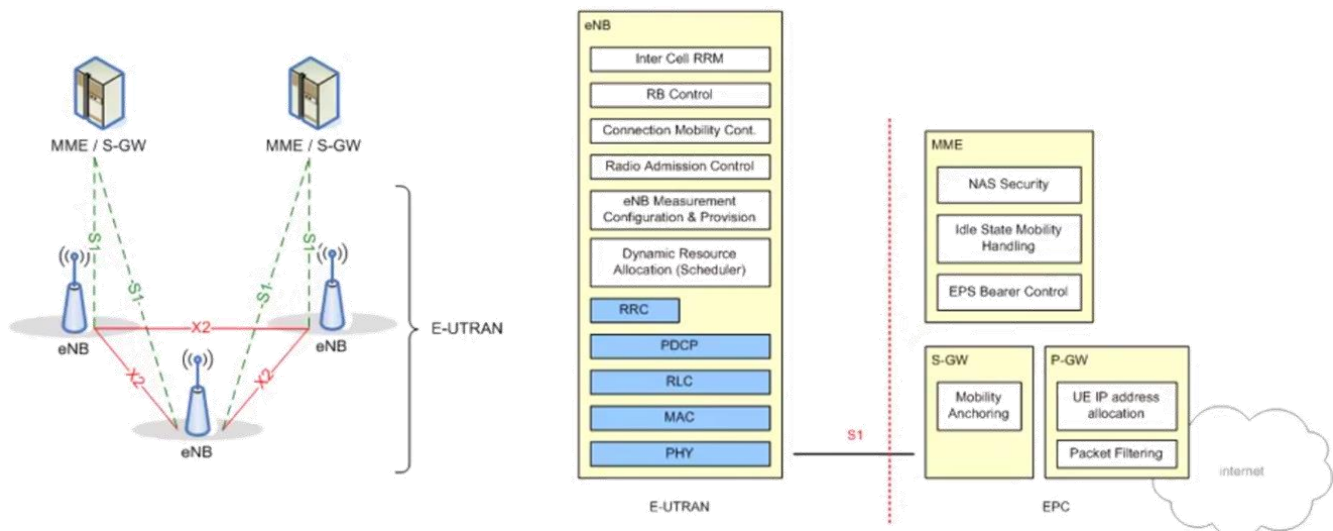 MME / S-GW
MME / S-GW
S1
S1
S1
S1
eNB
X2
eNB
X2
X2
eNB
E-UTRAN
eNB
Inter Cell RRM
RB Control
Connection Mobility Cont.
Radio Admission Control
eNB Measurement
Configuration & Provision
Dynamic Resource
Allocation (Scheduler)
RRC
PDCP
RLC
MAC
PHY
E-UTRAN
S1
MME
NAS Security
Idle State Mobility
Handling
EPS Bearer Control
S-GW
Mobility
Anchoring
P-GW
UE IP address
allocation
Packet Filtering
EPC
internet